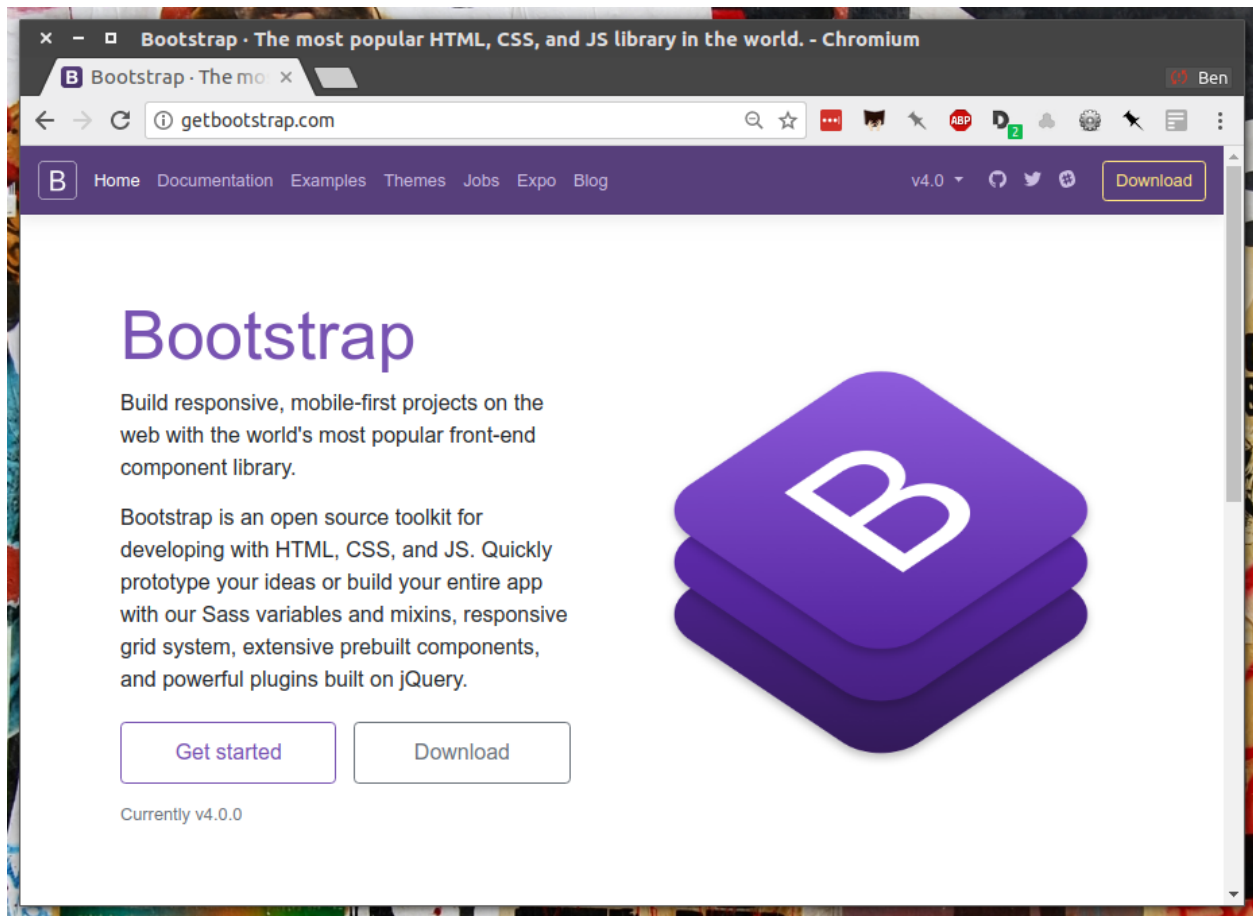 Bootstrap · The most popular HTML, CSS, and JS library in the world. - Chromium
B Bootstrap · The mo
Ben
getbootstrap.com
ABP
D
2
B Home Documentation Examples Themes Jobs Expo Blog v4.0 Download
Bootstrap
Build responsive, mobile-first projects on the
web with the world's most popular front-end
component library.
B
Bootstrap is an open source toolkit for
developing with HTML, CSS, and JS. Quickly
prototype your ideas or build your entire app
with our Sass variables and mixins, responsive
grid system, extensive prebuilt components,
and powerful plugins built on jQuery.
Get started Download
Currently v4.0.0